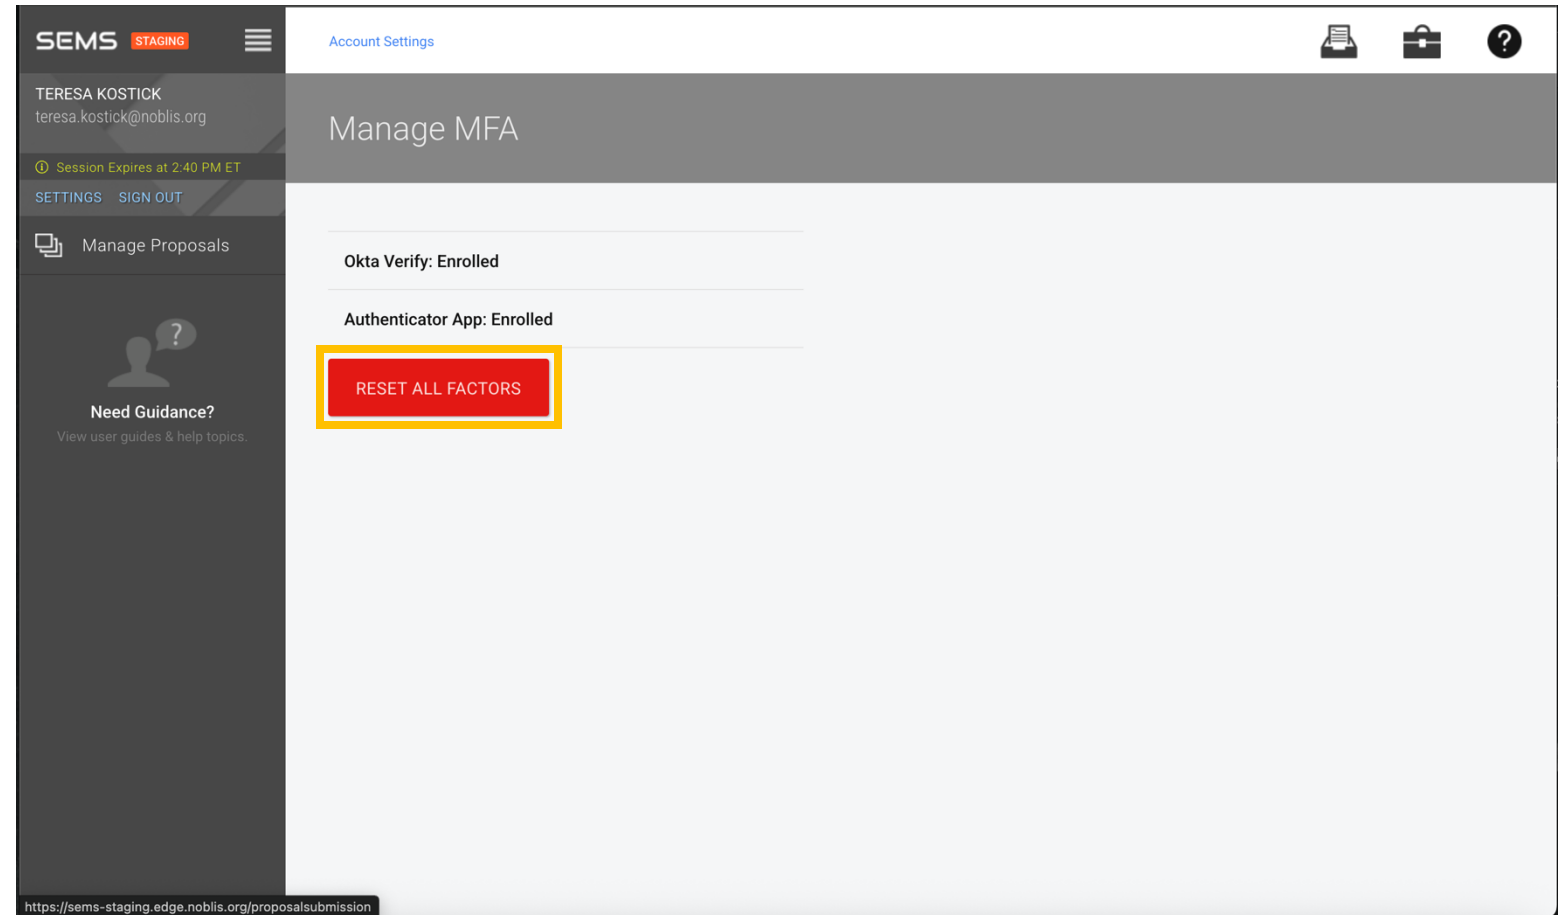 SEMS STAGING
Account Settings
TERESA KOSTICK
teresa.kostick@noblis.org
Session Expires at 2:40 PM ET
SETTINGS SIGN OUT
Manage Proposals
?
Need Guidance?
View user guides & help topics.
?
Manage MFA
Okta Verify: Enrolled
Authenticator App: Enrolled
RESET ALL FACTORS
https://sems-staging.edge.noblis.org/proposalsubmission